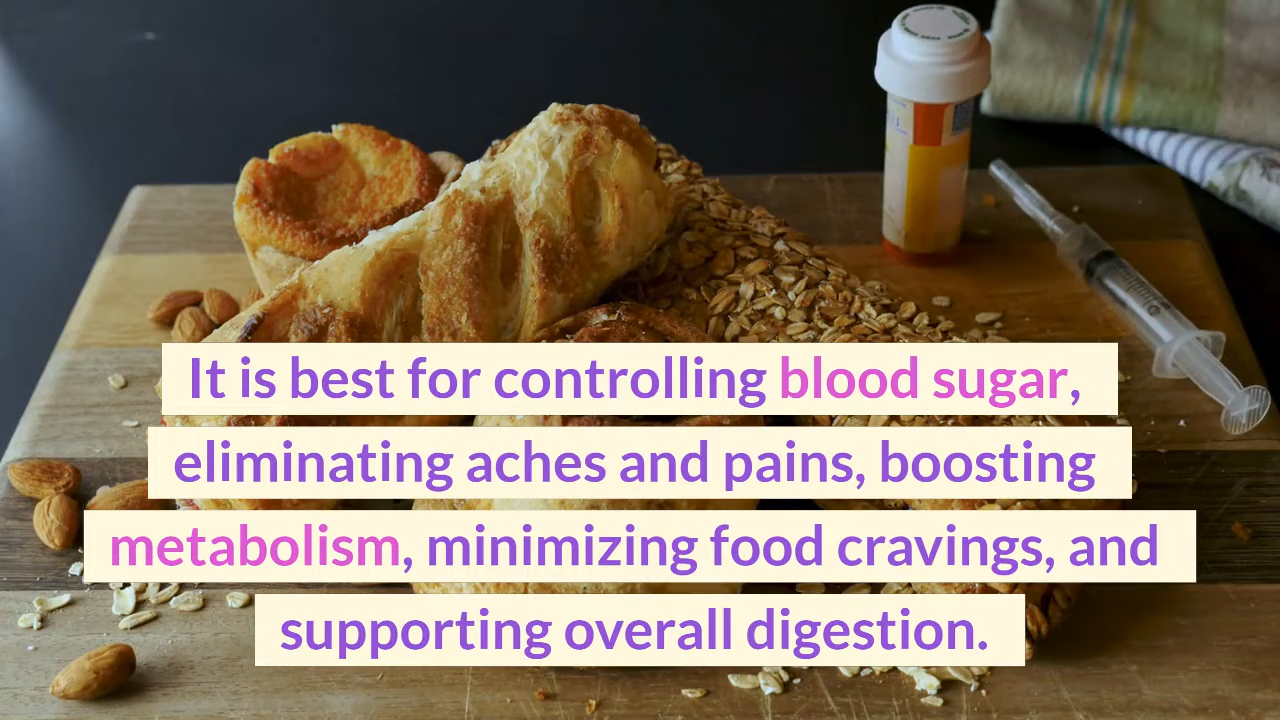 It is best for controlling blood sugar,
eliminating aches and pains, boosting
metabolism, minimizing food cravings, and
supporting overall digestion.